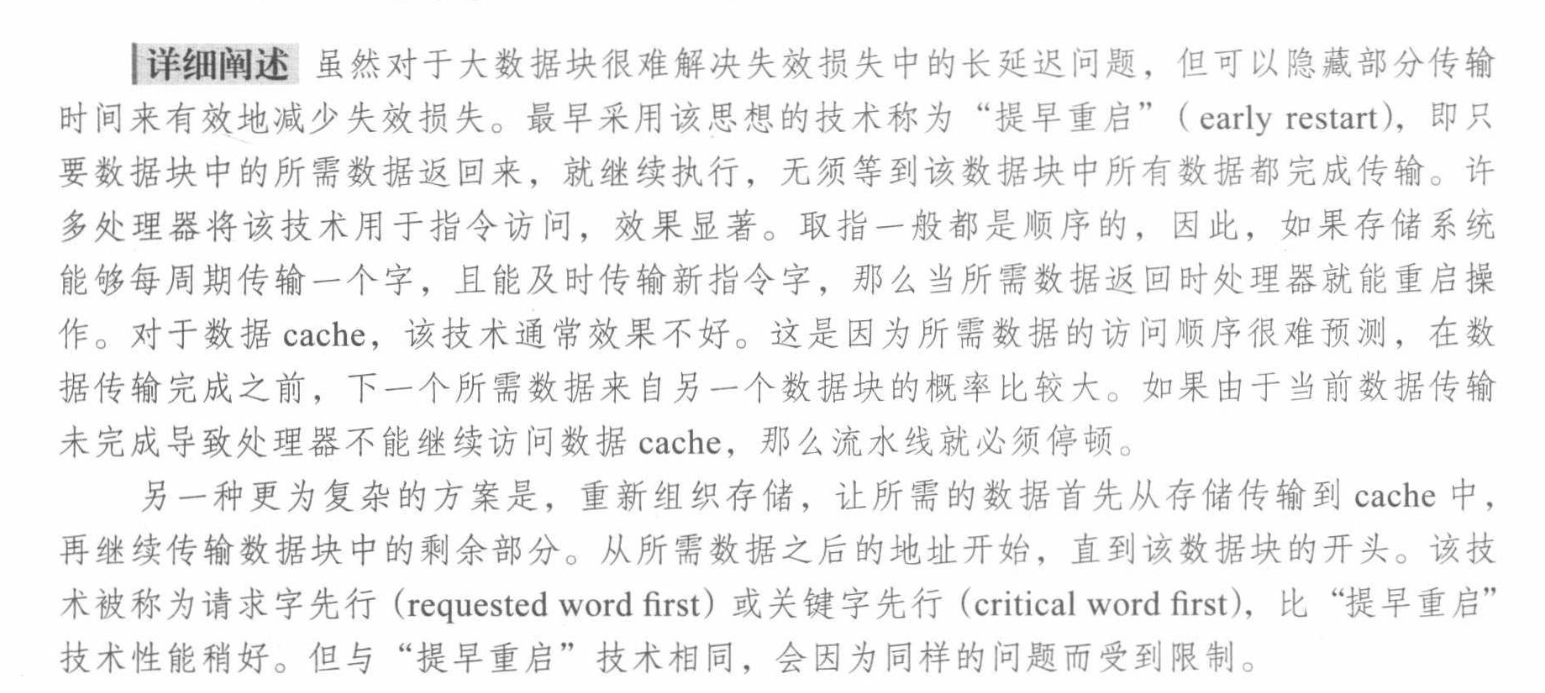 详细阐述 虽然对于大数据块很难解决失效损失中的长延迟问题，但可以隐藏部分传输
时间来有效地减少失效损失。最早采用该思想的技术称为“提早重启”（early restart），即只
要数据块中的所需数据返回来，就继续执行，无须等到该数据块中所有数据都完成传输。许
多处理器将该技术用于指令访问，效果显著。取指一般都是顺序的，因此，如果存储系统
能够每周期传输一个字，且能及时传输新指令字，那么当所需数据返回时处理器就能重启操
作。对于数据 cache，该技术通常效果不好。这是因为所需数据的访问顺序很难预测，在数
据传输完成之前，下一个所需数据来自另一个数据块的概率比较大。如果由于当前数据传输
未完成导致处理器不能继续访问数据 cache，那么流水线就必须停顿。
另一种更为复杂的方案是，重新组织存储，让所需的数据首先从存储传输到 cache 中，
再继续传输数据块中的剩余部分。从所需数据之后的地址开始，直到该数据块的开头。该技
术被称为请求字先行（requested word first）或关键字先行（critical word first），比“提早重启”
技术性能稍好。但与“提早重启”技术相同，会因为同样的问题而受到限制。